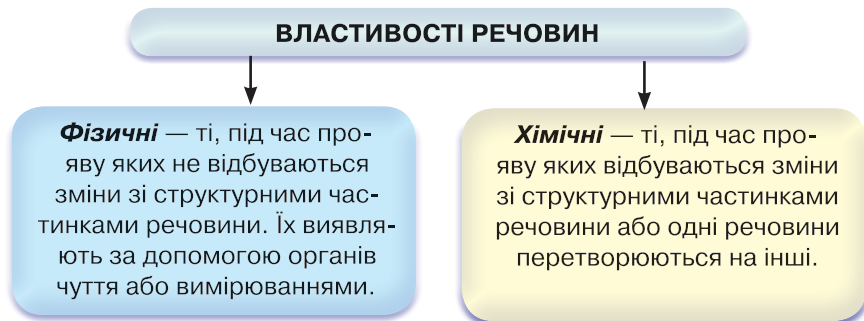 ВЛАСТИВОСТІ РЕЧОВИН
Фізичні — ті, під час про-
яву яких не відбуваються
зміни зі структурними час-
тинками речовини. Їх виявля-
ють за допомогою органів
чуття або вимірюваннями.
Хімічні — ті, під час про-
яву яких відбуваються зміни
зі структурними частинками
речовини або одні речовини
перетворюються на інші.